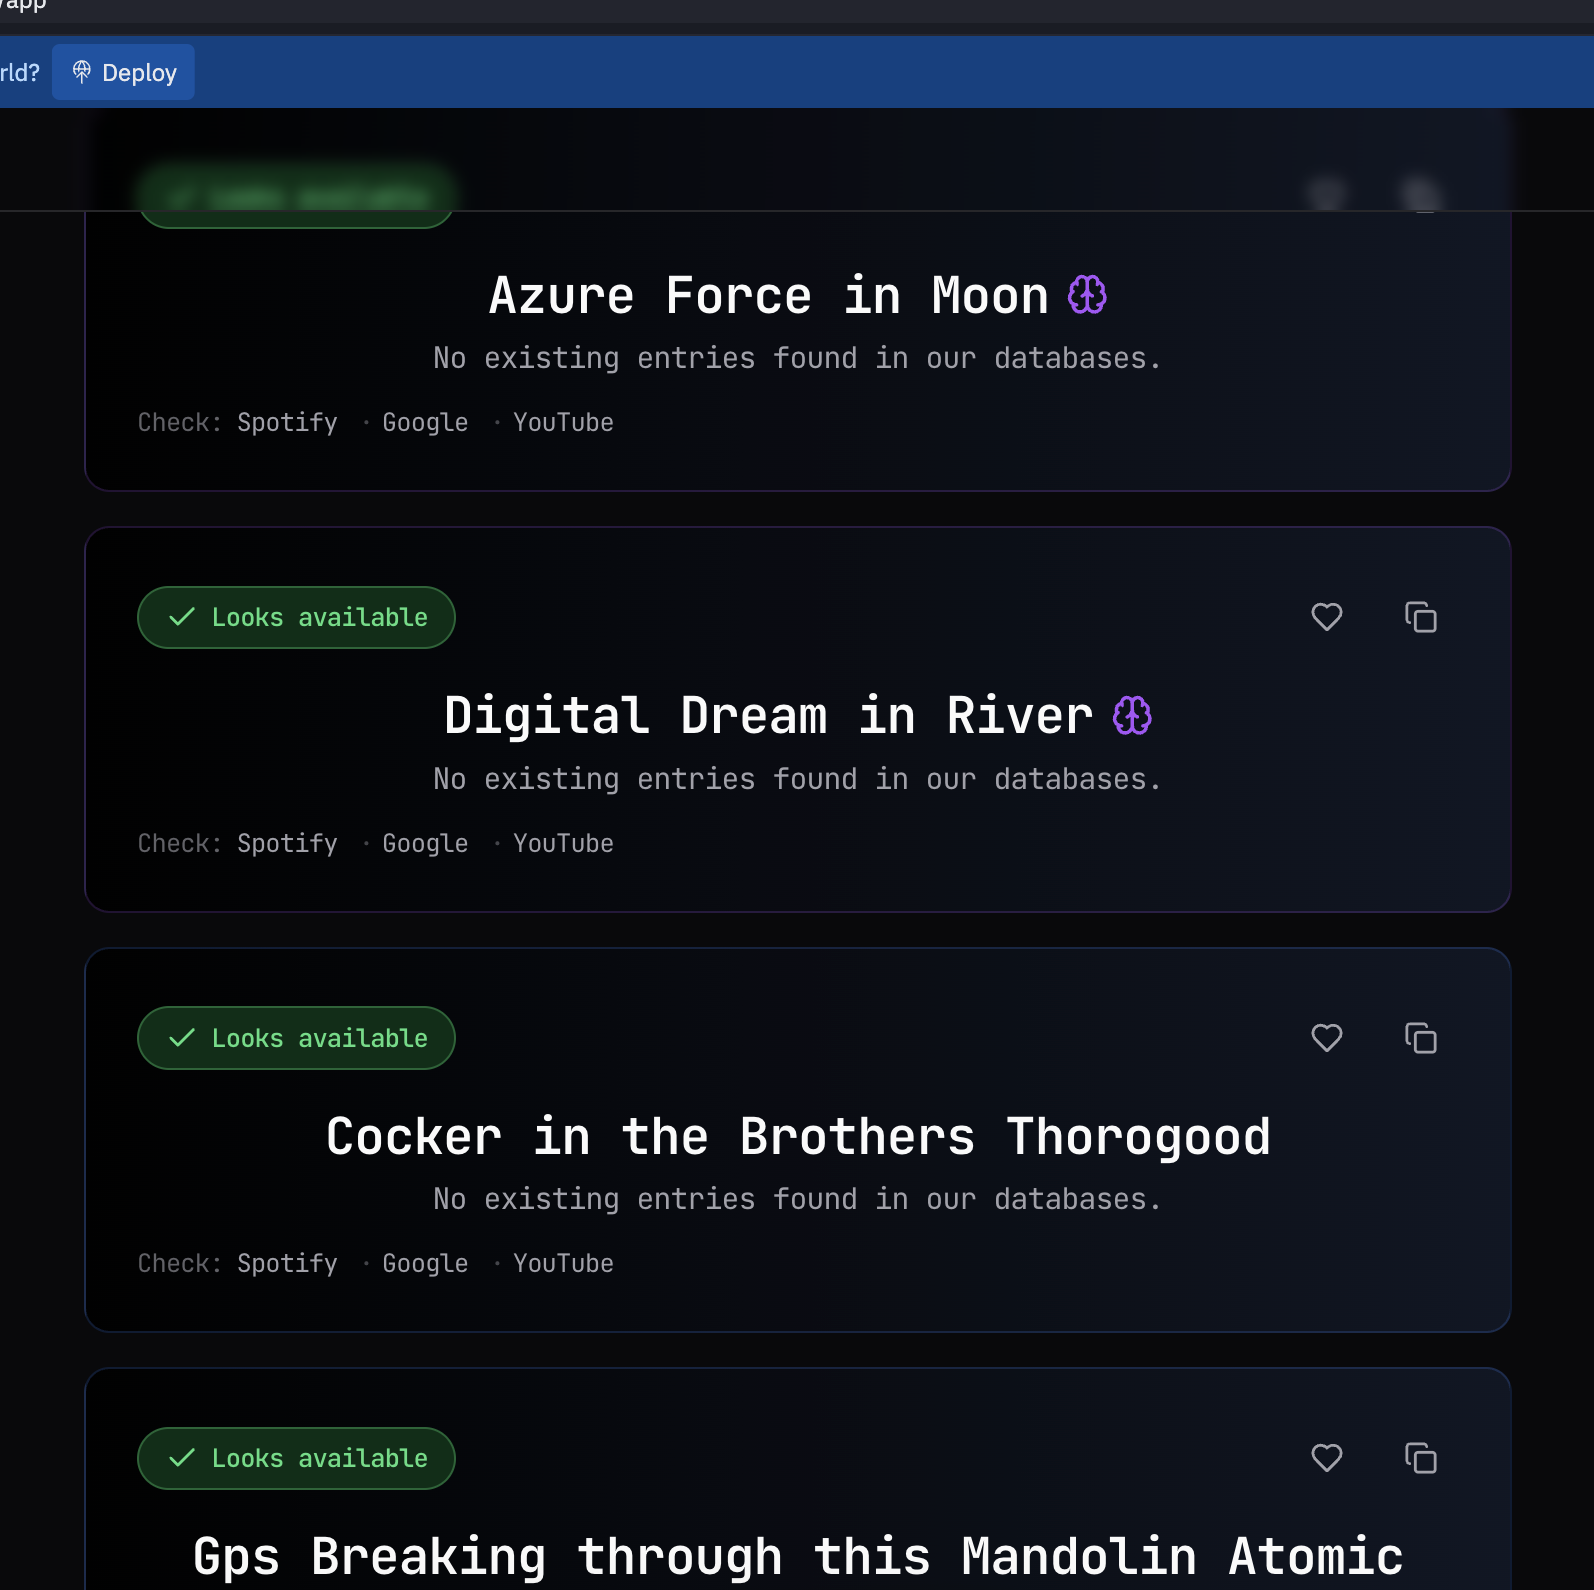 Deploy
Azure Force in Moon
No existing entries found in our databases.
Check: Spotify · Google · YouTube
Looks available
Digital Dream in River
No existing entries found in our databases.
Check: Spotify · Google · YouTube
Looks available
Cocker in the Brothers Thorogood
No existing entries found in our databases.
Check: Spotify · Google · YouTube
Looks available
Gps Breaking through this Mandolin Atomic